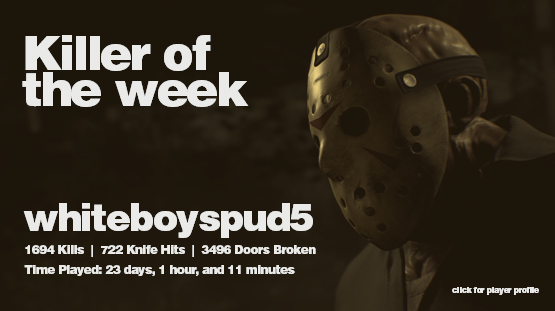 Killer of
the week
whiteboyspud5
1694 Kills | 722 Knife Hits | 3496 Doors Broken
Time Played: 23 days, 1 hour, and 11 minutes
click for player profile